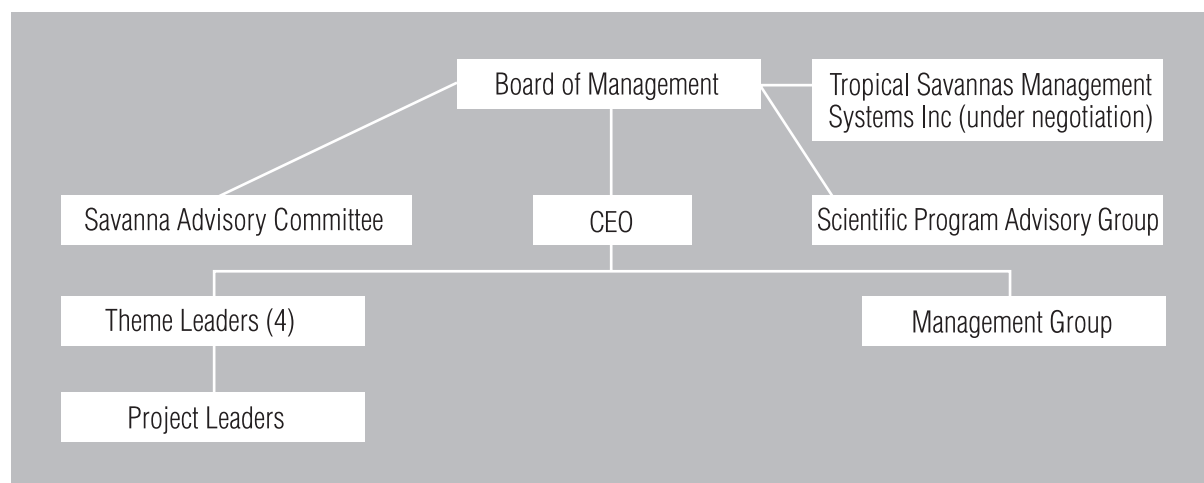 Board of Management
Tropical Savannas Management
Systems Inc (under negotiation)
Savanna Advisory Committee
CEO
Scientific Program Advisory Group
Theme Leaders (4)
Management Group
Project Leaders